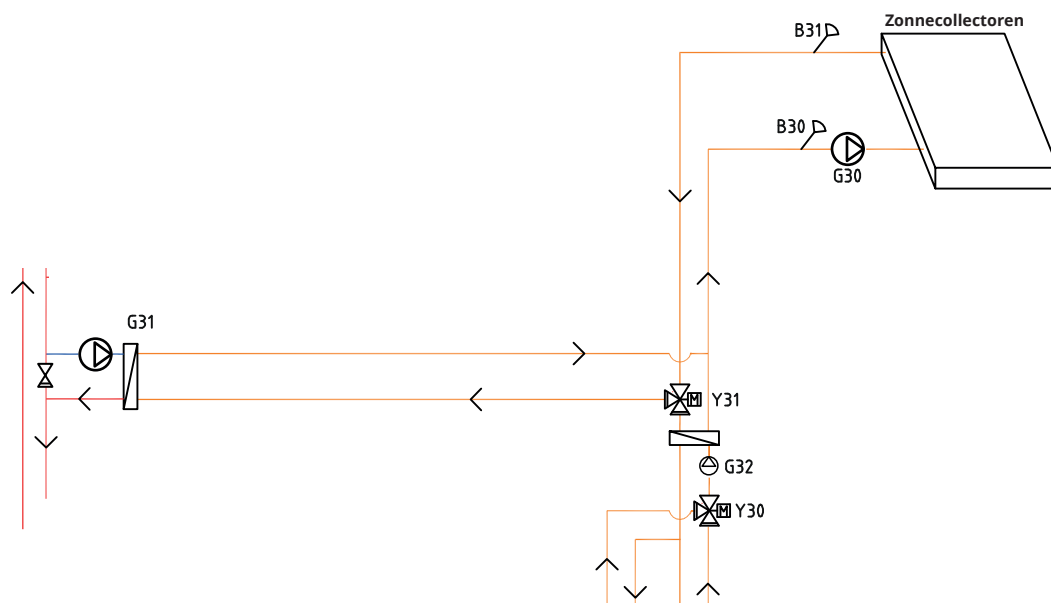 Zonnecollectoren
B31
B30
G30
G31
M Y31
G32
M Y30